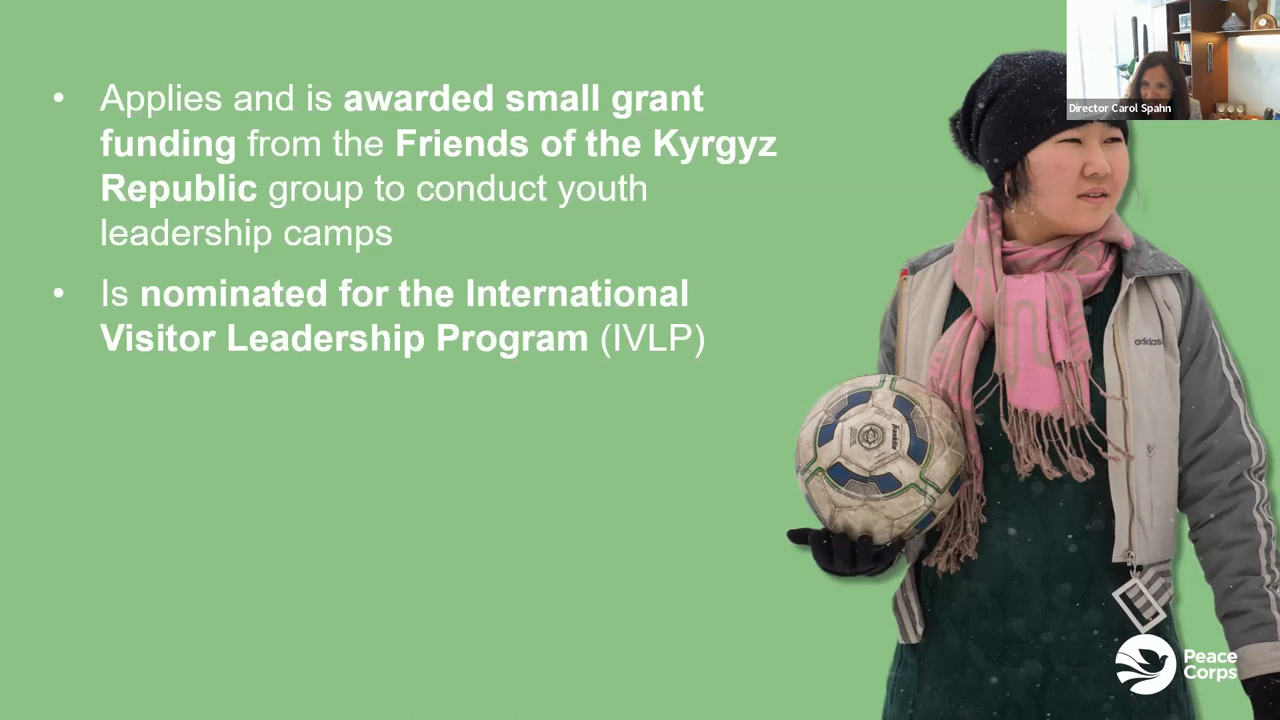 • Applies and is awarded small grant
funding from the Friends of the Kyrgyz
Republic group to conduct youth
leadership camps
• Is nominated for the International
Visitor Leadership Program (IVLP)
Director Carol Spahn
adidas
Franklin
Peace
Corps